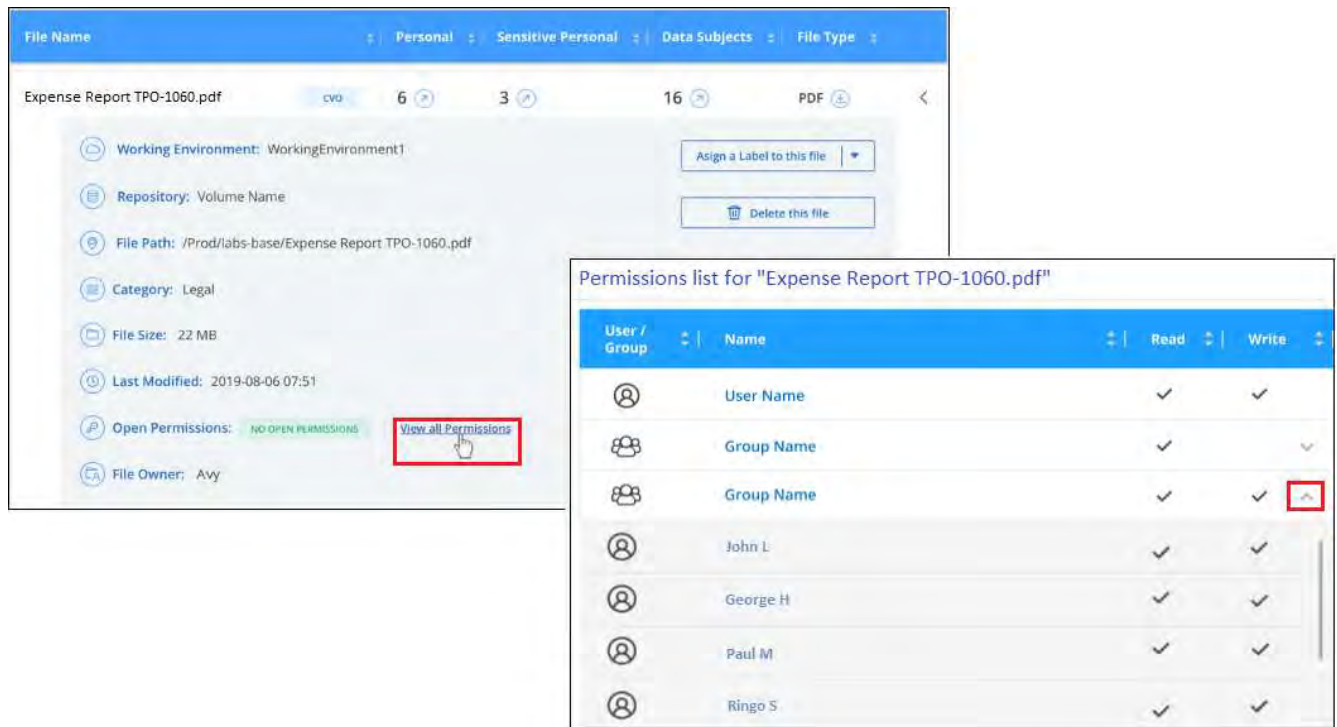 File Name Personal Sensitive Personal Data Subjects File Type
Expense Report TPO-1060.pdf CVO 6 3 16 PDF
Working Environment: WorkingEnvironment1
Asign a Label to this file
Repository: Volume Name
Delete this file
File Path: /Prod/labs-base/Expense Report TPO-1060.pdf
Category: Legal
File Size: 22 MB
Last Modified: 2019-08-06 07:51
Open Permissions: NO OPEN PERMISSIONS View all Permissions
File Owner: Avy
Permissions list for "Expense Report TPO-1060.pdf"
User /
Group
Name Read Write
User Name
Group Name
Group Name
John L
George H
Paul M
Ringo S